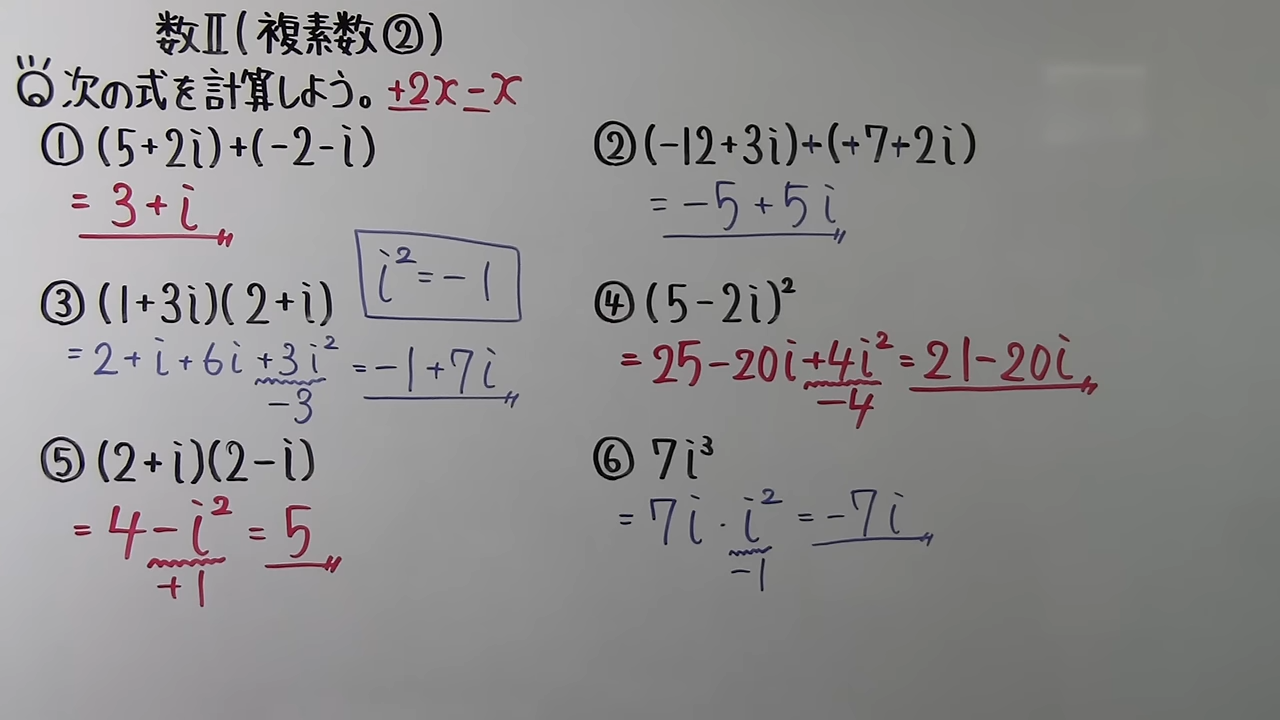 数Ⅱ(複素数②)
Q 次の式を計算しよう。 +2x-x
① (5+2i)+(-2-i)
= 3+i
② (-12+3i)+(+7+2i)
= -5+5i
i²=-1
③ (1+3i)(2+i)
= 2+i+6i+3i² = -1+7i
-3
④ (5-2i)²
= 25-20i+4i² = 21-20i
-4
⑤ (2+i)(2-i)
= 4-i² = 5
+1
⑥ 7i³
= 7i・i² = -7i
-1